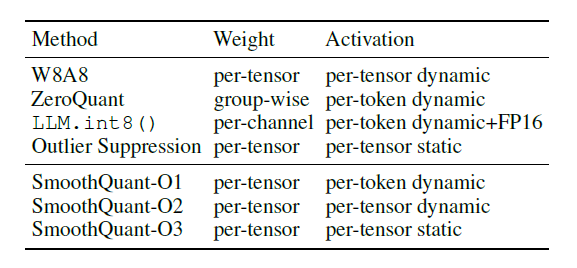 Method Weight Activation
W8A8 per-tensor per-tensor dynamic
ZeroQuant group-wise per-token dynamic
LLM.int8() per-channel per-token dynamic+FP16
Outlier Suppression per-tensor per-tensor static
SmoothQuant-O1 per-tensor per-token dynamic
SmoothQuant-O2 per-tensor per-tensor dynamic
SmoothQuant-O3 per-tensor per-tensor static